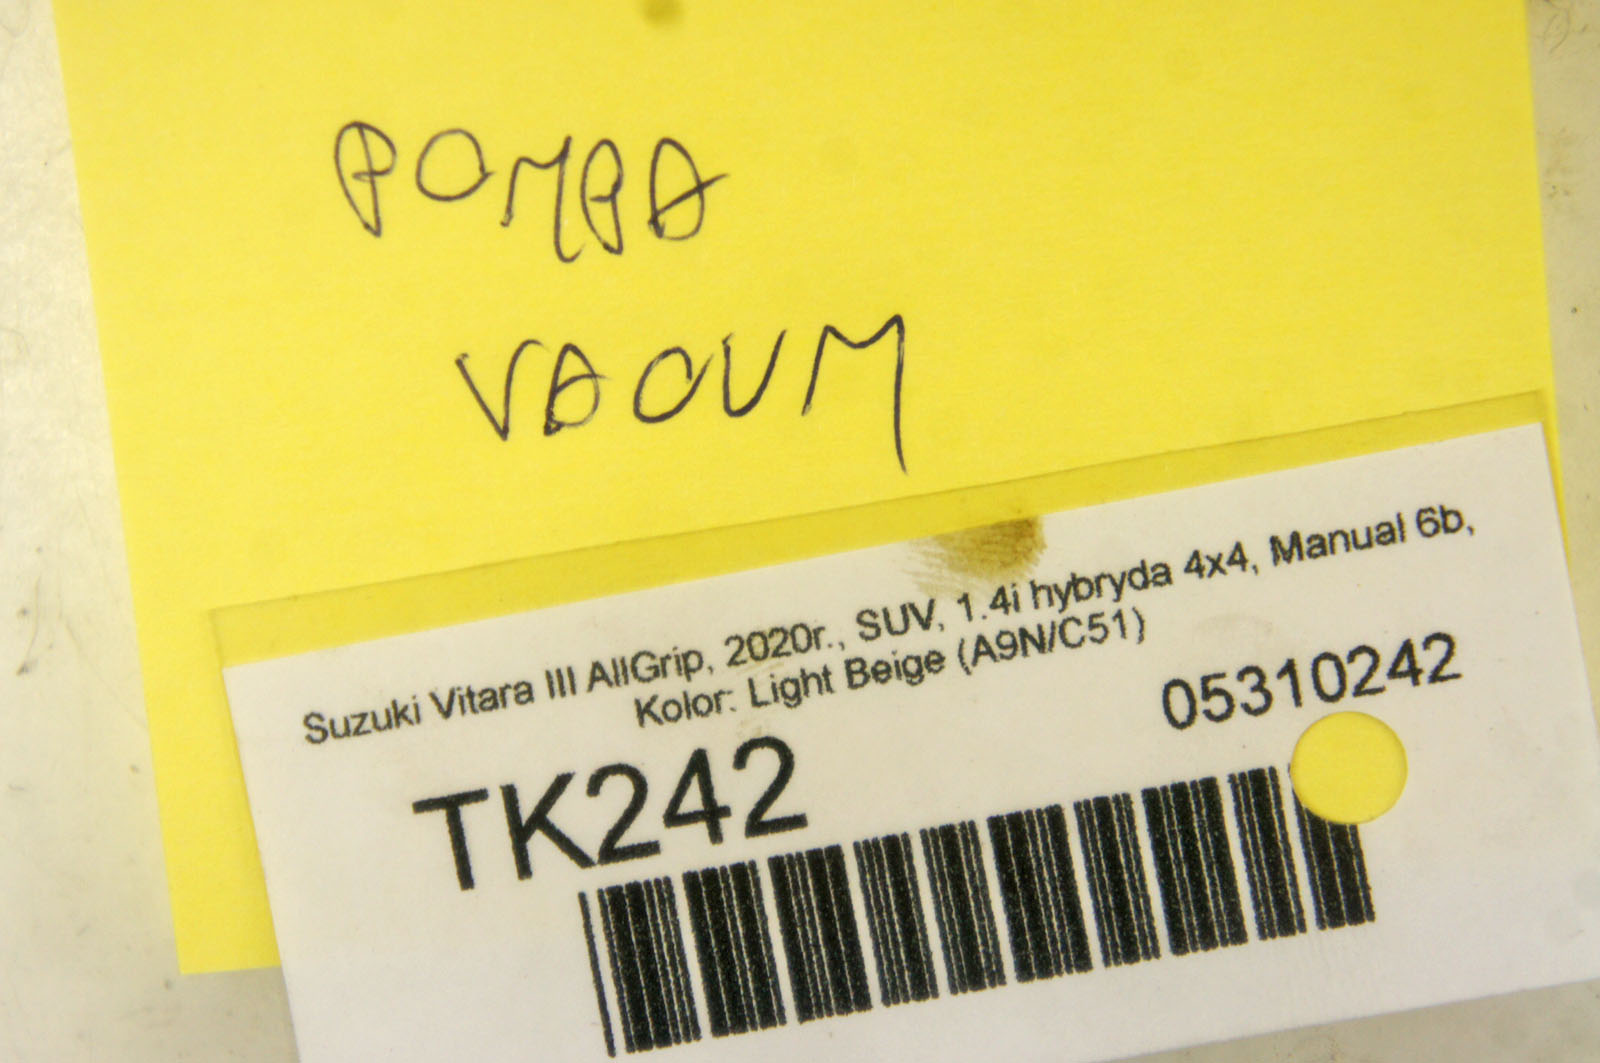 POMPA
VACUM
Suzuki Vitara III AllGrip, 2020r., SUV, 1.4i hybryda 4x4, Manual 6b,
Kolor: Light Beige (A9N/C51)
05310242
TK242